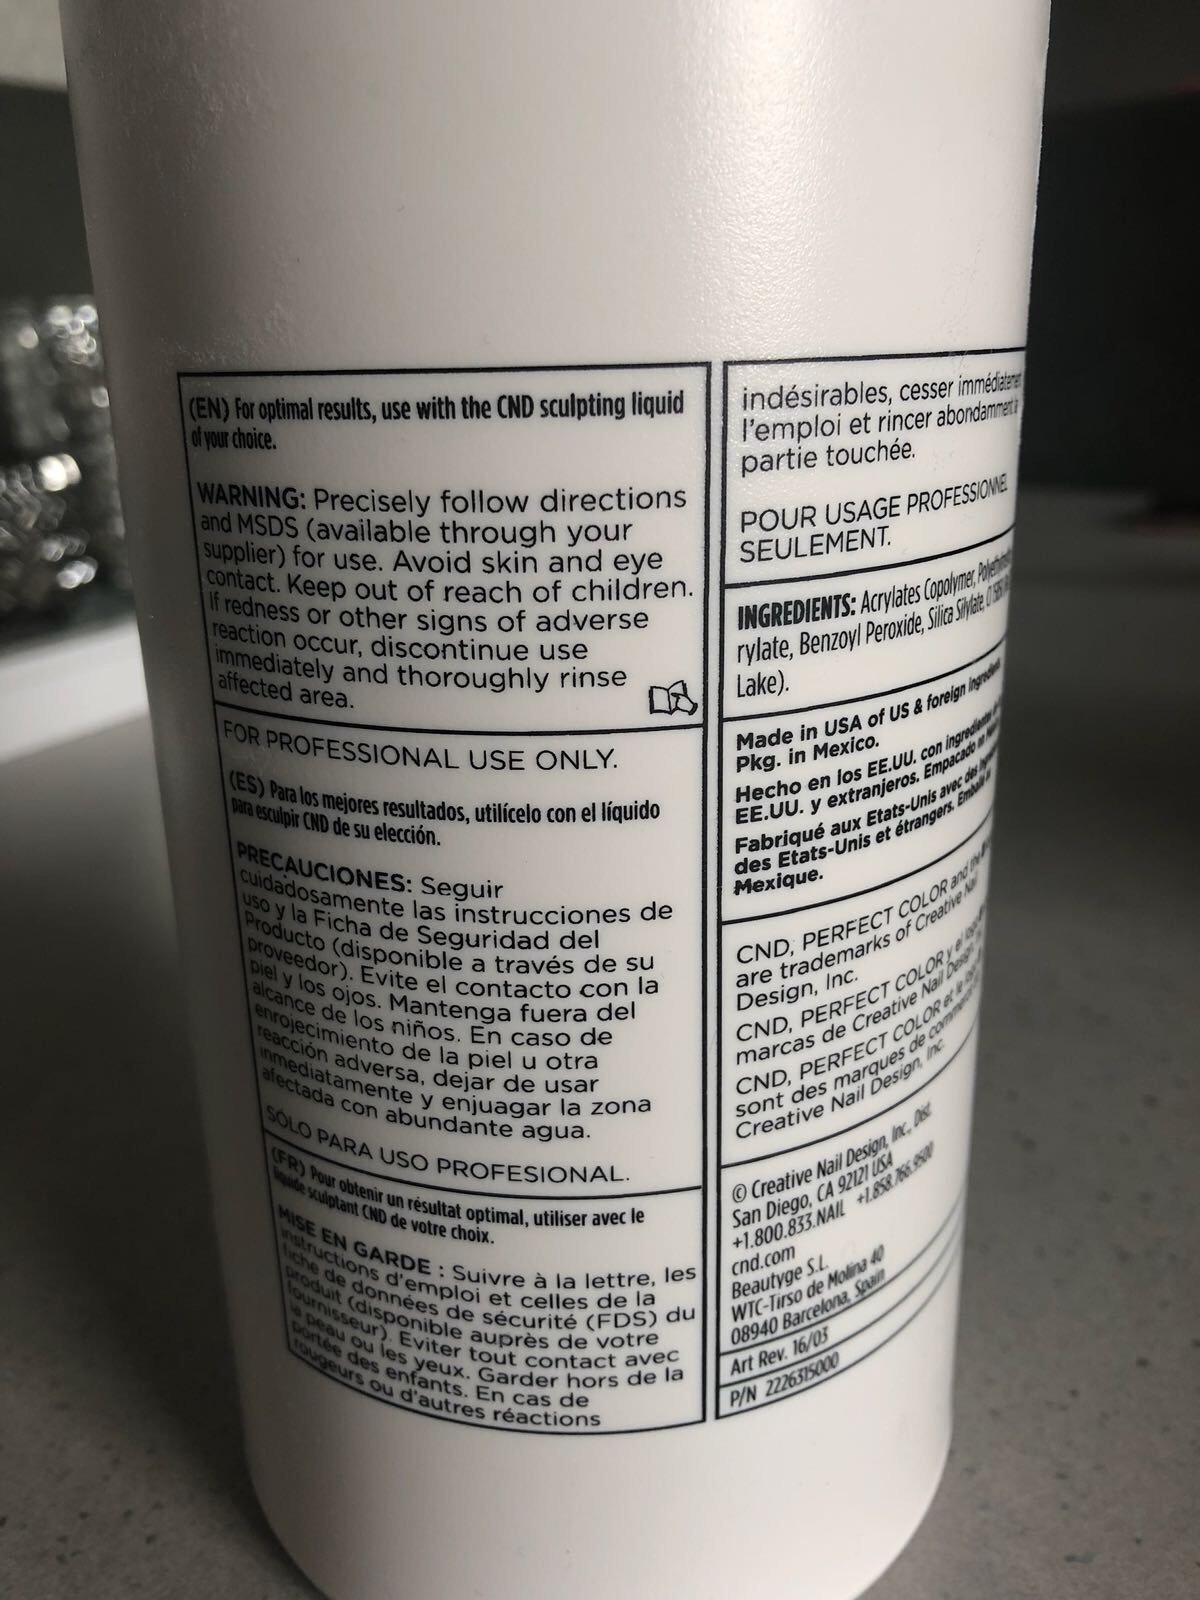 (EN) For optimal results, use with the CND sculpting liquid
of your choice.
WARNING: Precisely follow directions
and MSDS (available through your
supplier) for use. Avoid skin and eye
contact. Keep out of reach of children.
If redness or other signs of adverse
reaction occur, discontinue use
immediately and thoroughly rinse
affected area.
FOR PROFESSIONAL USE ONLY.
(ES) Para los mejores resultados, utilícelo con el líquido
para esculpir CND de su elección.
PRECAUCIONES: Seguir
cuidadosamente las instrucciones de
uso y la Ficha de Seguridad del
Producto (disponible a través de su
proveedor). Evite el contacto con la
piel y los ojos. Mantenga fuera del
alcance de los niños. En caso de
enrojecimiento de la piel u otra
reacción adversa, dejar de usar
inmediatamente y enjuagar la zona
afectada con abundante agua.
SÓLO PARA USO PROFESIONAL.
(FR) Pour obtenir un résultat optimal, utiliser avec le
liquide sculptant CND de votre choix.
MISE EN GARDE : Suivre à la lettre, les
instructions d'emploi et celles de la
fiche de données de sécurité (FDS) du
produit (disponible auprès de votre
fournisseur). Eviter tout contact avec
la peau ou les yeux. Garder hors de la
portée des enfants. En cas de
rougeurs ou d'autres réactions
indésirables, cesser immédiatement
l'emploi et rincer abondamment la
partie touchée.
POUR USAGE PROFESSIONNEL
SEULEMENT.
INGREDIENTS: Acrylates Copolymer,
rylate, Benzoyl Peroxide, Silica Silylate,
Lake).
Made in USA of US & foreign ingredients.
Pkg. in Mexico.
Hecho en los EE.UU. con ingredientes
EE.UU. y extranjeros. Empacado en
Fabriqué aux Etats-Unis avec des
des Etats-Unis et étrangers. Emballé
Mexique.
CND, PERFECT COLOR and the
are trademarks of Creative Nail
Design, Inc.
CND, PERFECT COLOR y el
marcas de Creative Nail Design,
CND, PERFECT COLOR et le
sont des marques de commerce
Creative Nail Design, Inc.
© Creative Nail Design, Inc., Dist.
San Diego, CA 92121 USA
+1.800.833.NAIL +1.858.766.9500
cnd.com
Beautyge S.L.
WTC-Tirso de Molina 40
08940 Barcelona, Spain
Art Rev. 16/03
P/N 2226315000